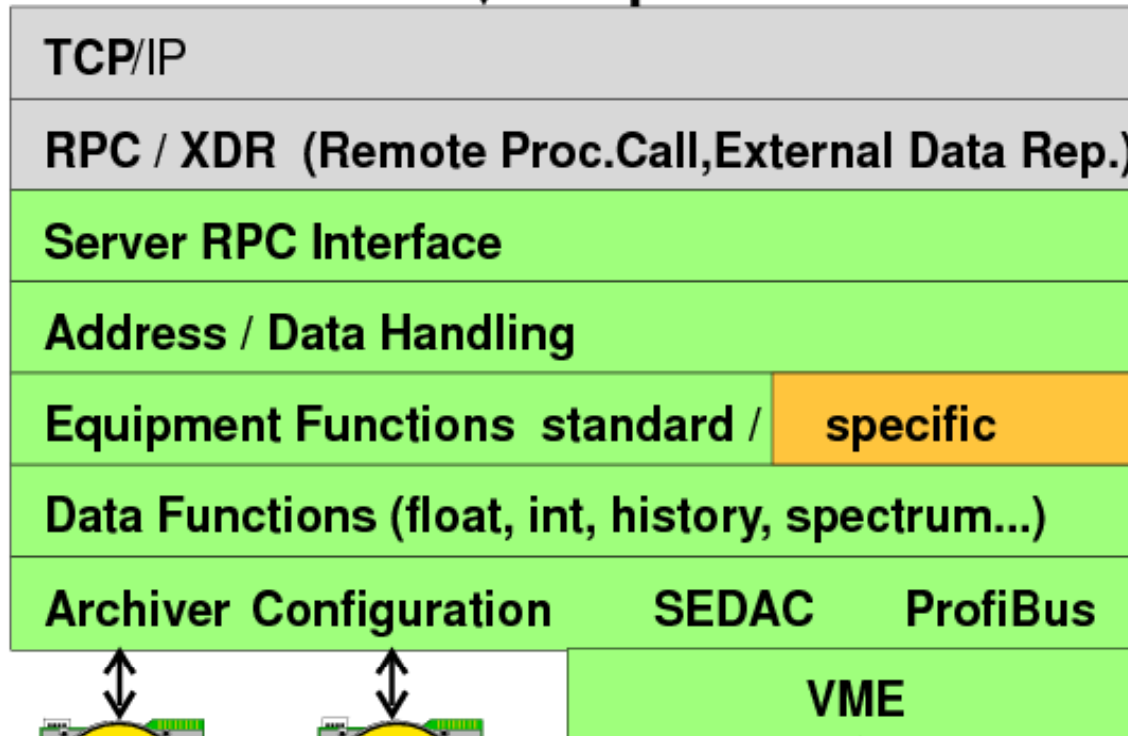 TCP/IP
RPC / XDR (Remote Proc.Call,External Data Rep.)
Server RPC Interface
Address / Data Handling
Equipment Functions standard / specific
Data Functions (float, int, history, spectrum...)
Archiver Configuration SEDAC ProfiBus
VME